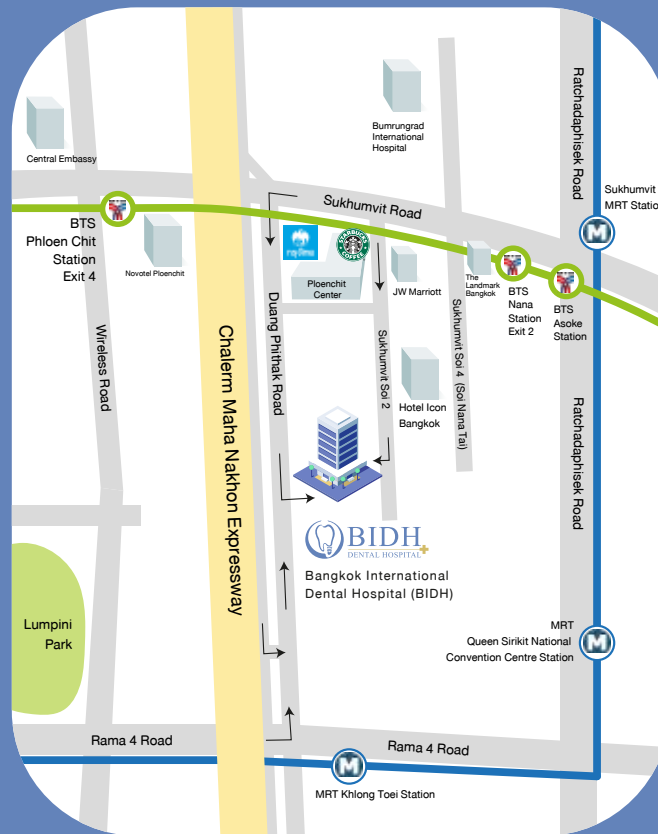 Central Embassy
Bumrungrad
International
Hospital
Ratchadaphisek Road
Sukhumvit
MRT Statio
BTS
Phloen Chit
Station
Exit 4
Novotel Ploenchit
Sukhumvit Road
STARBUCKS
COFFEE
Ploenchit
Center
JW Marriott
The
Landmark
Bangkok
BTS
Nana
Station
Exit 2
BTS
Asoke
Station
Wireless Road
Chalerm Maha Nakhon Expressway
Duang Phithak Road
Sukhumvit Soi 2
Sukhumvit Soi 4 (Soi Nana Tai)
Hotel Icon
Bangkok
Ratchadaphisek Road
BIDH
DENTAL HOSPITAL
Bangkok International
Dental Hospital (BIDH)
Lumpini
Park
MRT
Queen Sirikit National
Convention Centre Station
M
M
M
Rama 4 Road
Rama 4 Road
MRT Khlong Toei Station